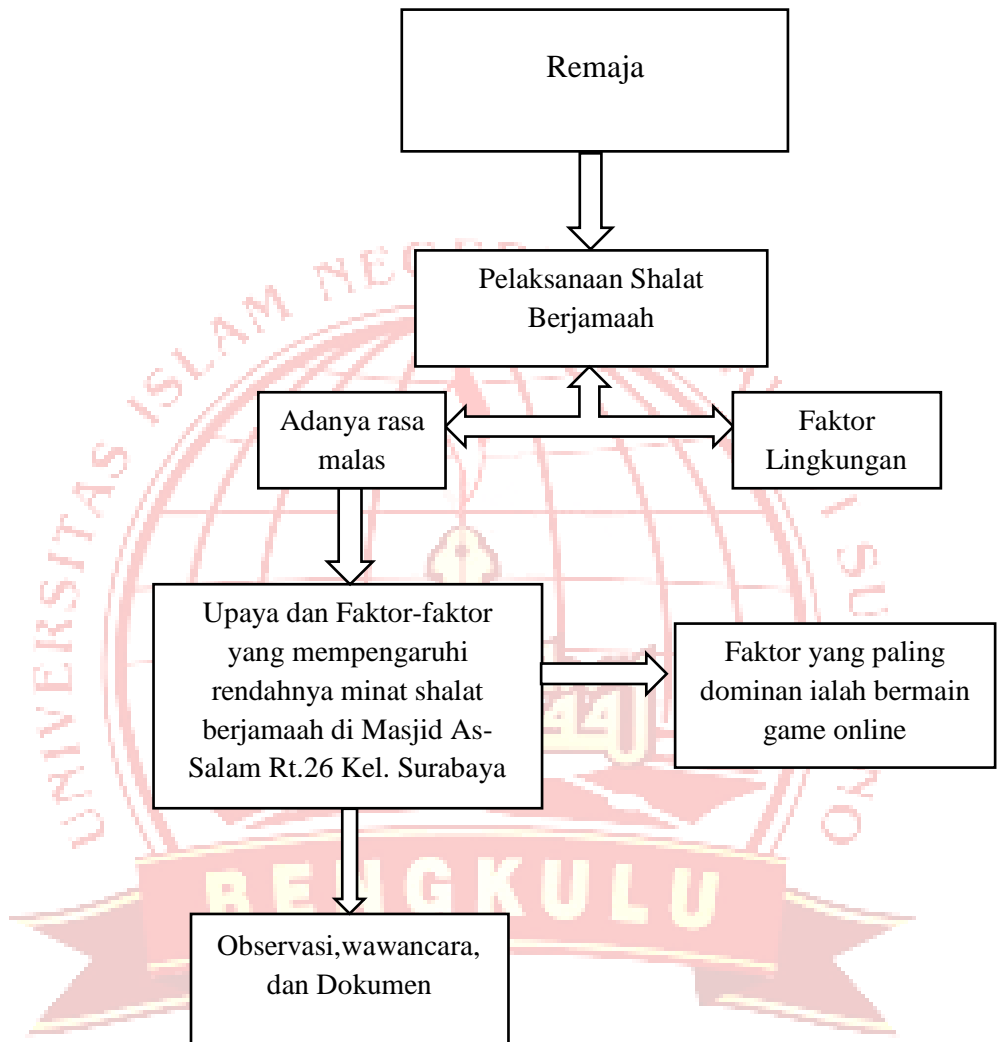 Remaja
Pelaksanaan Shalat
Berjamaah
Adanya rasa
malas
Faktor
Lingkungan
Upaya dan Faktor-faktor
yang mempengaruhi
rendahnya minat shalat
berjamaah di Masjid As-
Salam Rt.26 Kel. Surabaya
Faktor yang paling
dominan ialah bermain
game online
Observasi,wawancara,
dan Dokumen
UNIVERSITAS ISLAM
BENGKULU